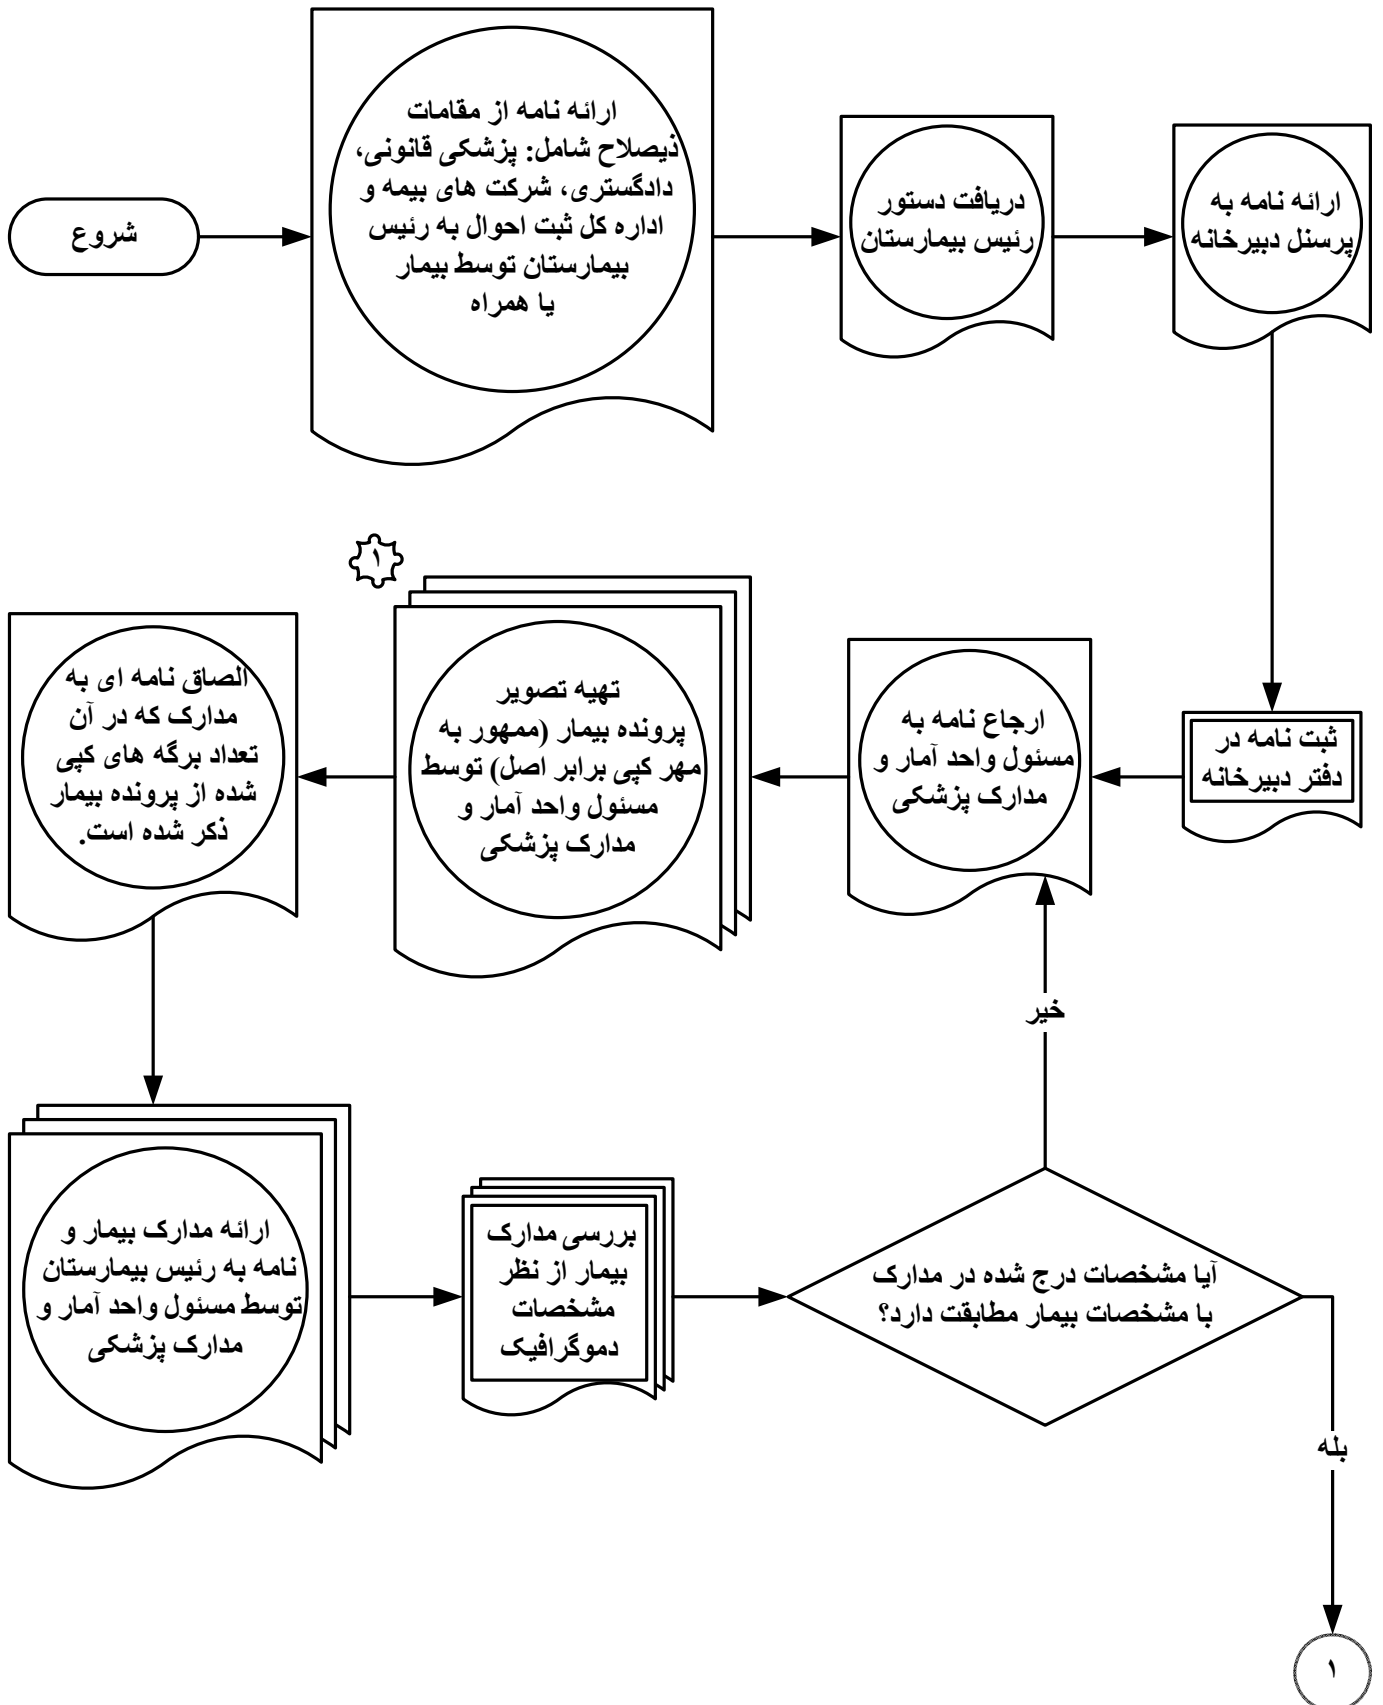 شروع
ارائه نامه از مقامات
ذیصلاح شامل: پزشکی قانونی،
دادگستری، شرکت های بیمه و
اداره کل ثبت احوال به رئیس
بیمارستان توسط بیمار
یا همراه
دریافت دستور
رئیس بیمارستان
ارائه نامه به
پرسنل دبیرخانه
ثبت نامه در
دفتر دبیرخانه
ارجاع نامه به
مسئول واحد آمار و
مدارک پزشکی
۱
تهیه تصویر
پرونده بیمار (ممهور به
مهر کپی برابر اصل) توسط
مسئول واحد آمار و
مدارک پزشکی
الصاق نامه ای به
مدارک که در آن
تعداد برگه های کپی
شده از پرونده بیمار
ذکر شده است.
ارائه مدارک بیمار و
نامه به رئیس بیمارستان
توسط مسئول واحد آمار و
مدارک پزشکی
بررسی مدارک
بیمار از نظر
مشخصات
دموگرافیک
آیا مشخصات درج شده در مدارک
با مشخصات بیمار مطابقت دارد؟
خیر
بله
۱